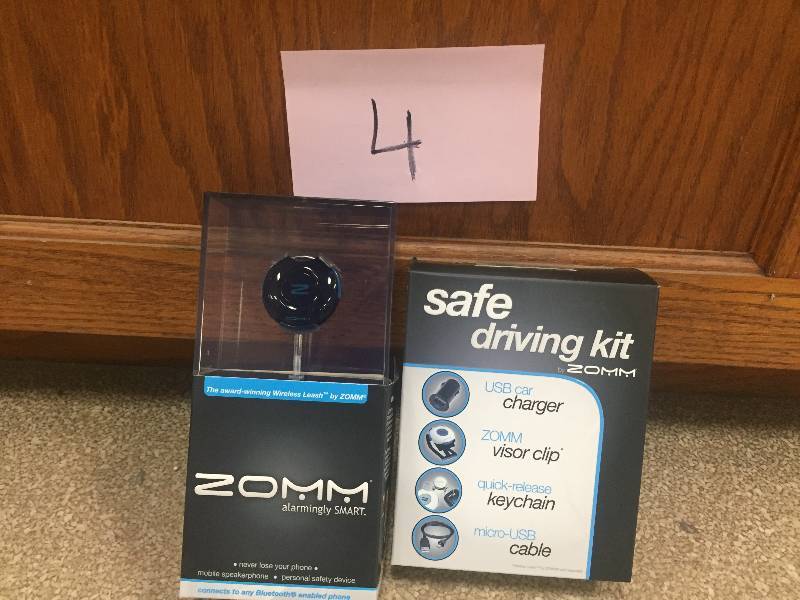 4
Z
The award-winning Wireless Leash™ by ZOMM®
ZOMM
alarmingly SMART.
• never lose your phone •
mobile speakerphone • personal safety device
connects to any Bluetooth® enabled phone
safe
driving kit
by ZOMM
USB car
charger
ZOMM
visor clip*
quick-release
keychain
micro-USB
cable